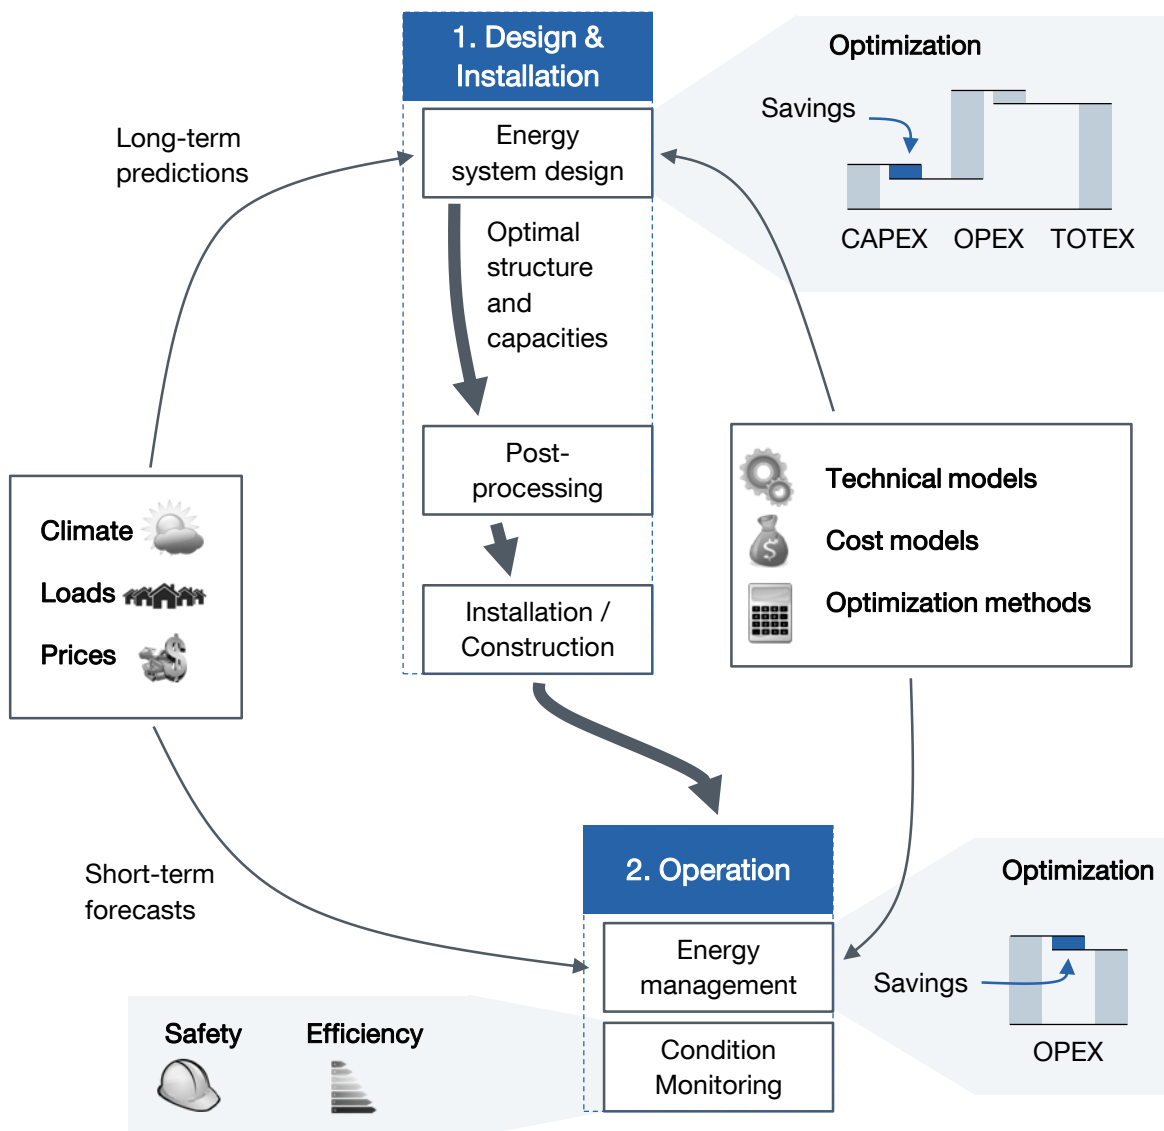 1. Design &
Installation
Energy
system design
Optimal
structure
and
capacities
Post-
processing
Installation /
Construction
Optimization
Savings
CAPEX OPEX TOTEX
Long-term
predictions
Climate
Loads
Prices
Technical models
Cost models
$
Optimization methods
Short-term
forecasts
2. Operation
Energy
management
Condition
Monitoring
Optimization
Savings
OPEX
Safety Efficiency